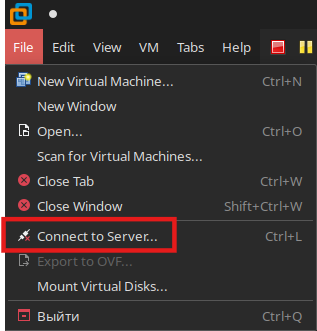 File Edit View VM Tabs Help
New Virtual Machine... Ctrl+N
New Window
Open... Ctrl+O
Scan for Virtual Machines...
Close Tab Ctrl+W
Close Window Shift+Ctrl+W
Connect to Server... Ctrl+L
Export to OVF...
Mount Virtual Disks...
Выйти Ctrl+Q